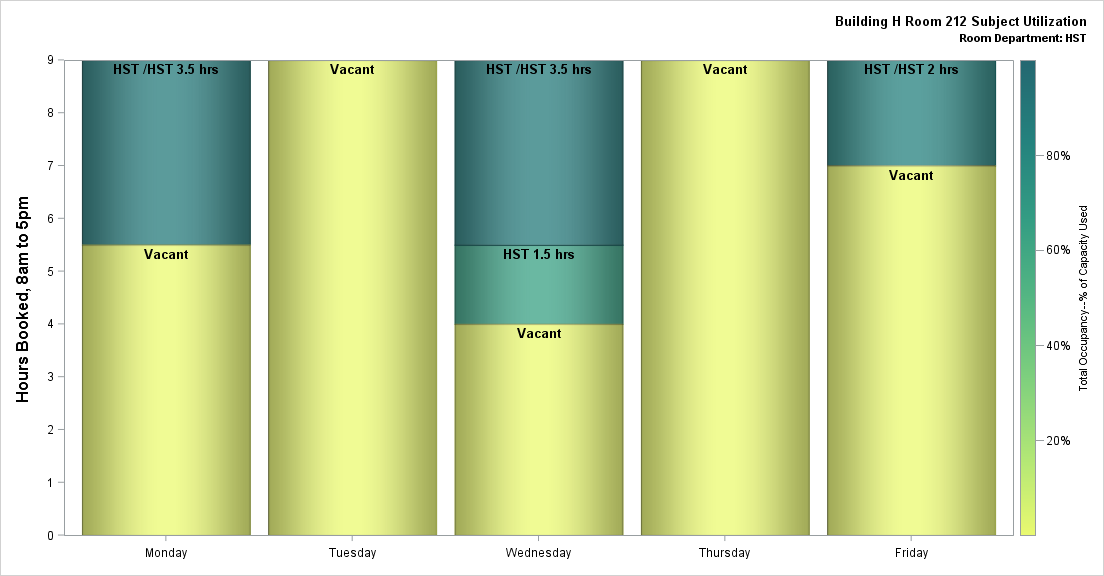 Building H Room 212 Subject Utilization
Room Department: HST
Hours Booked, 8am to 5pm
9
8
7
6
5
4
3
2
1
0
HST /HST 3.5 hrs
Vacant
Vacant
HST /HST 3.5 hrs
HST 1.5 hrs
Vacant
Vacant
HST /HST 2 hrs
Vacant
Monday
Tuesday
Wednesday
Thursday
Friday
80%
60%
40%
20%
Total Occupancy--% of Capacity Used